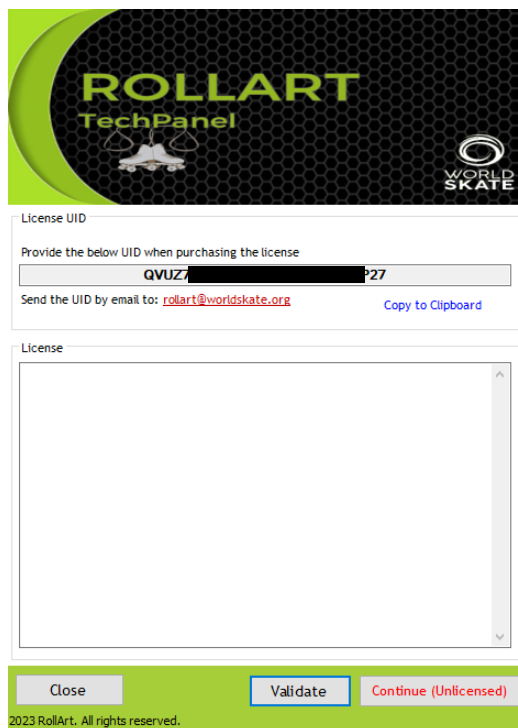 ROLLART
TechPanel
WORLD
SKATE
License UID
Provide the below UID when purchasing the license
QVUZ7 P27
Send the UID by email to: rollart@worldskate.org
Copy to Clipboard
License
Close
Validate
Continue (Unlicensed)
2023 RollArt. All rights reserved.